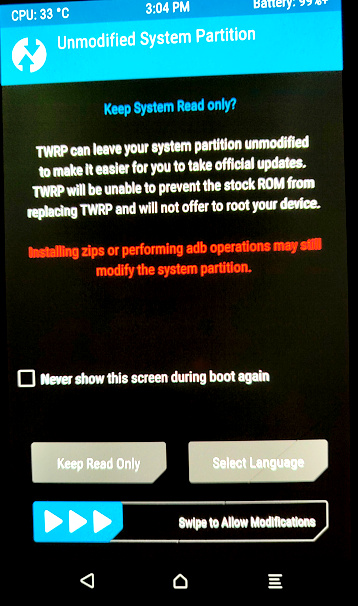 CPU: 33 °C 3:04 PM Battery: 99%+
Unmodified System Partition
Keep System Read only?
TWRP can leave your system partition unmodified
to make it easier for you to take official updates.
TWRP will be unable to prevent the stock ROM from
replacing TWRP and will not offer to root your device.
Installing zips or performing adb operations may still
modify the system partition.
Never show this screen during boot again
Keep Read Only
Select Language
Swipe to Allow Modifications